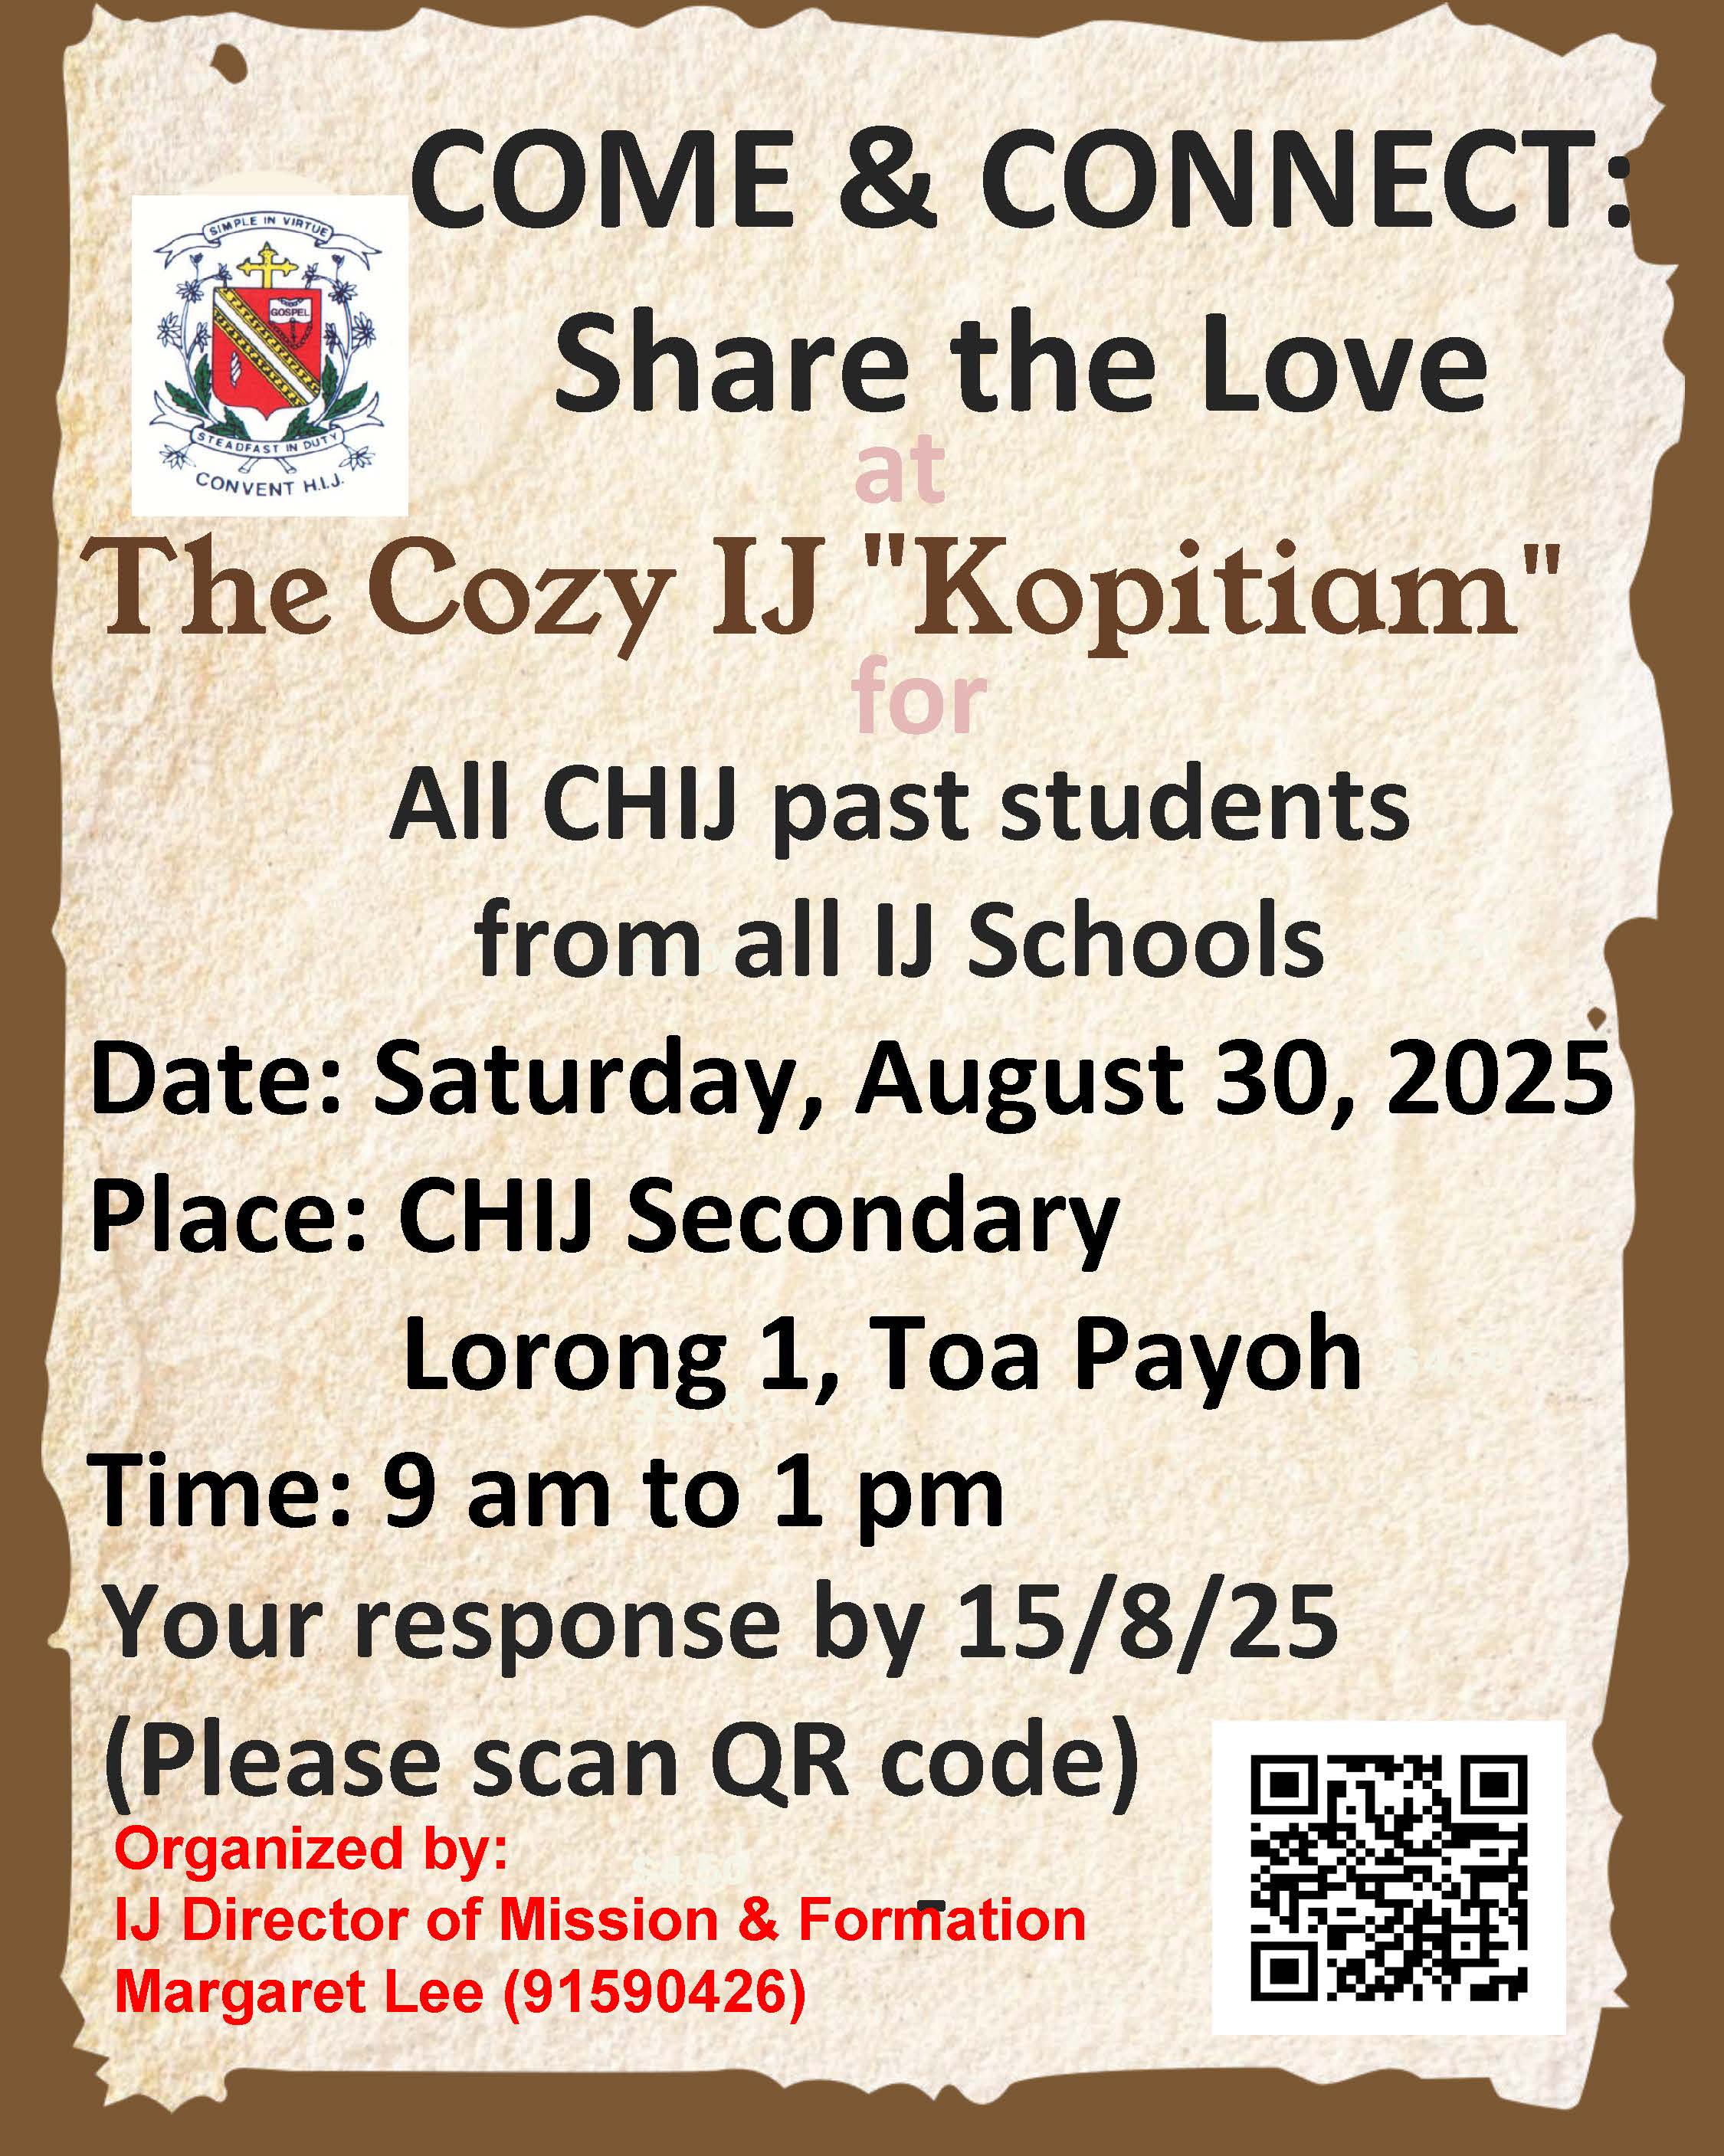 COME & CONNECT:
Share the Love
SIMPLE IN VIRTUE
GOSPEL
STEADFAST IN DUTY
CONVENT H.I.J.
at
The Cozy IJ "Kopitiam"
for
All CHIJ past students
from all IJ Schools
Date: Saturday, August 30, 2025
Place: CHIJ Secondary
Lorong 1, Toa Payoh
Time: 9 am to 1 pm
Your response by 15/8/25
(Please scan QR code)
Organized by:
IJ Director of Mission & Formation
Margaret Lee (91590426)